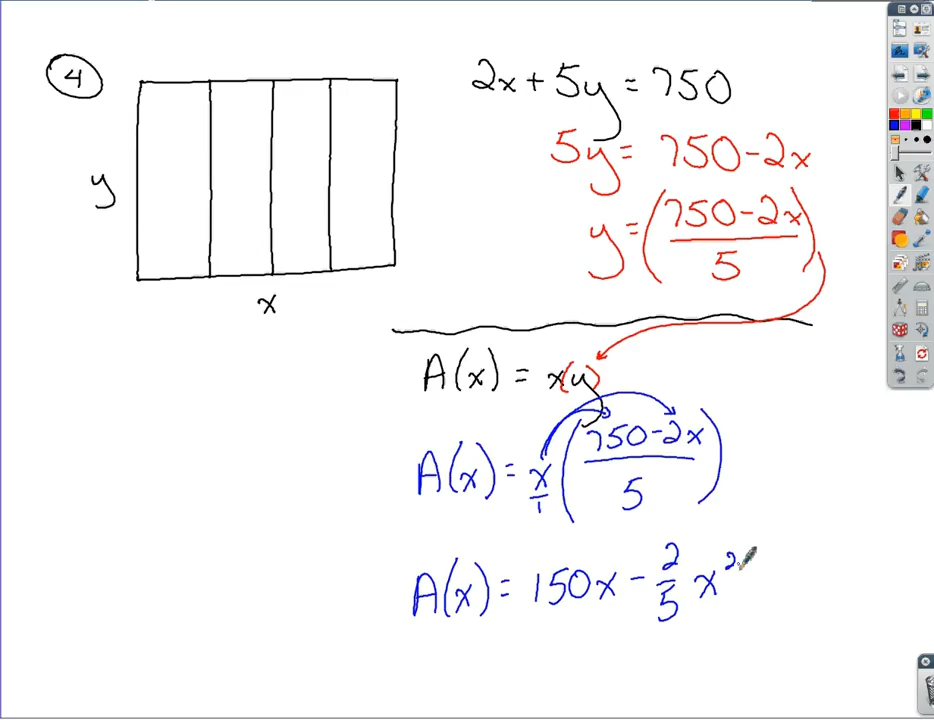 4
2x + 5y = 750
5y = 750 - 2x
y = (750 - 2x / 5)
y
x
A(x) = x(y)
A(x) = x/1 (750 - 2x / 5)
A(x) = 150x - 2/5 x²